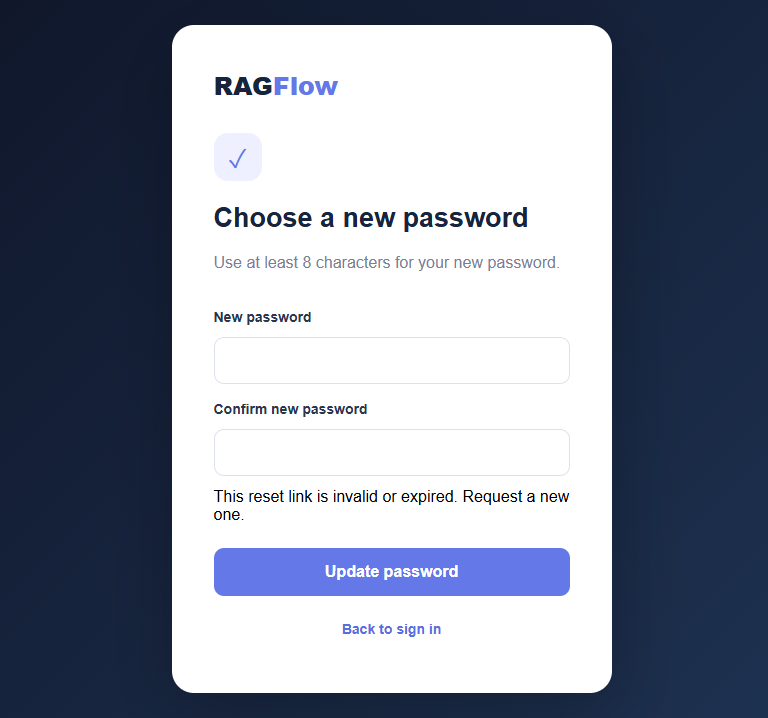 RAGFlow
✓
Choose a new password
Use at least 8 characters for your new password.
New password
Confirm new password
This reset link is invalid or expired. Request a new
one.
Update password
Back to sign in